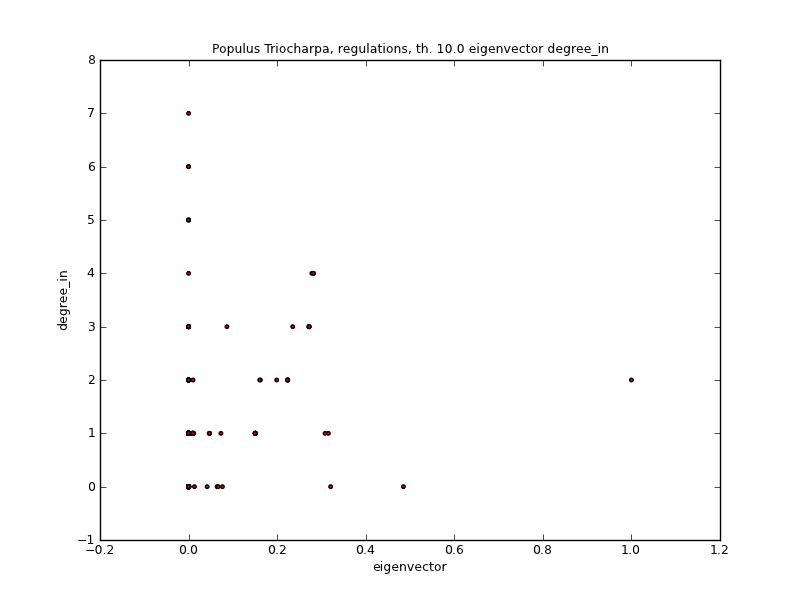 Populus Triocharpa, regulations, th. 10.0 eigenvector degree_in
8
7
6
5
4
3
2
1
0
−1
degree_in
−0.2 0.0 0.2 0.4 0.6 0.8 1.0 1.2
eigenvector